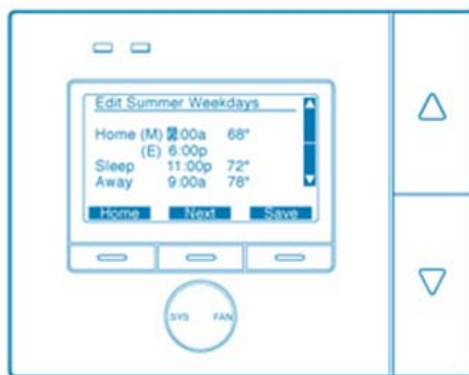 Edit Summer Weekdays
Home (M) :00a 68°
(E) 6:00p
Sleep 11:00p 72°
Away 9:00a 78°
Home Next Save
SYS FAN